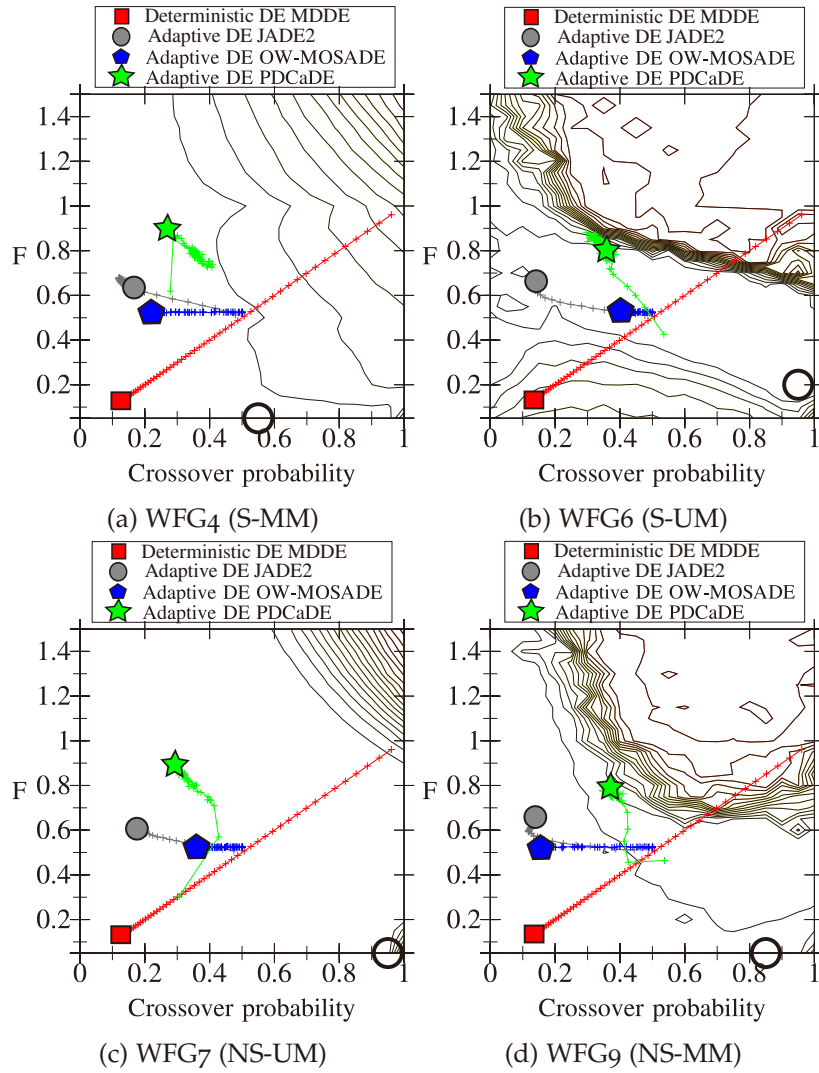 Deterministic DE MDDE
Adaptive DE JADE2
Adaptive DE OW-MOSADE
Adaptive DE PDCaDE
1.4
1.2
1
F
0.8
0.6
0.4
0.2
0
0.2
0.4
0.6
0.8
1
Crossover probability
(a) WFG4 (S-MM)
Deterministic DE MDDE
Adaptive DE JADE2
Adaptive DE OW-MOSADE
Adaptive DE PDCaDE
1.4
1.2
1
F
0.8
0.6
0.4
0.2
0
0.2
0.4
0.6
0.8
1
Crossover probability
(b) WFG6 (S-UM)
Deterministic DE MDDE
Adaptive DE JADE2
Adaptive DE OW-MOSADE
Adaptive DE PDCaDE
1.4
1.2
1
F
0.8
0.6
0.4
0.2
0
0.2
0.4
0.6
0.8
1
Crossover probability
(c) WFG7 (NS-UM)
Deterministic DE MDDE
Adaptive DE JADE2
Adaptive DE OW-MOSADE
Adaptive DE PDCaDE
1.4
1.2
1
F
0.8
0.6
0.4
0.2
0
0.2
0.4
0.6
0.8
1
Crossover probability
(d) WFG9 (NS-MM)